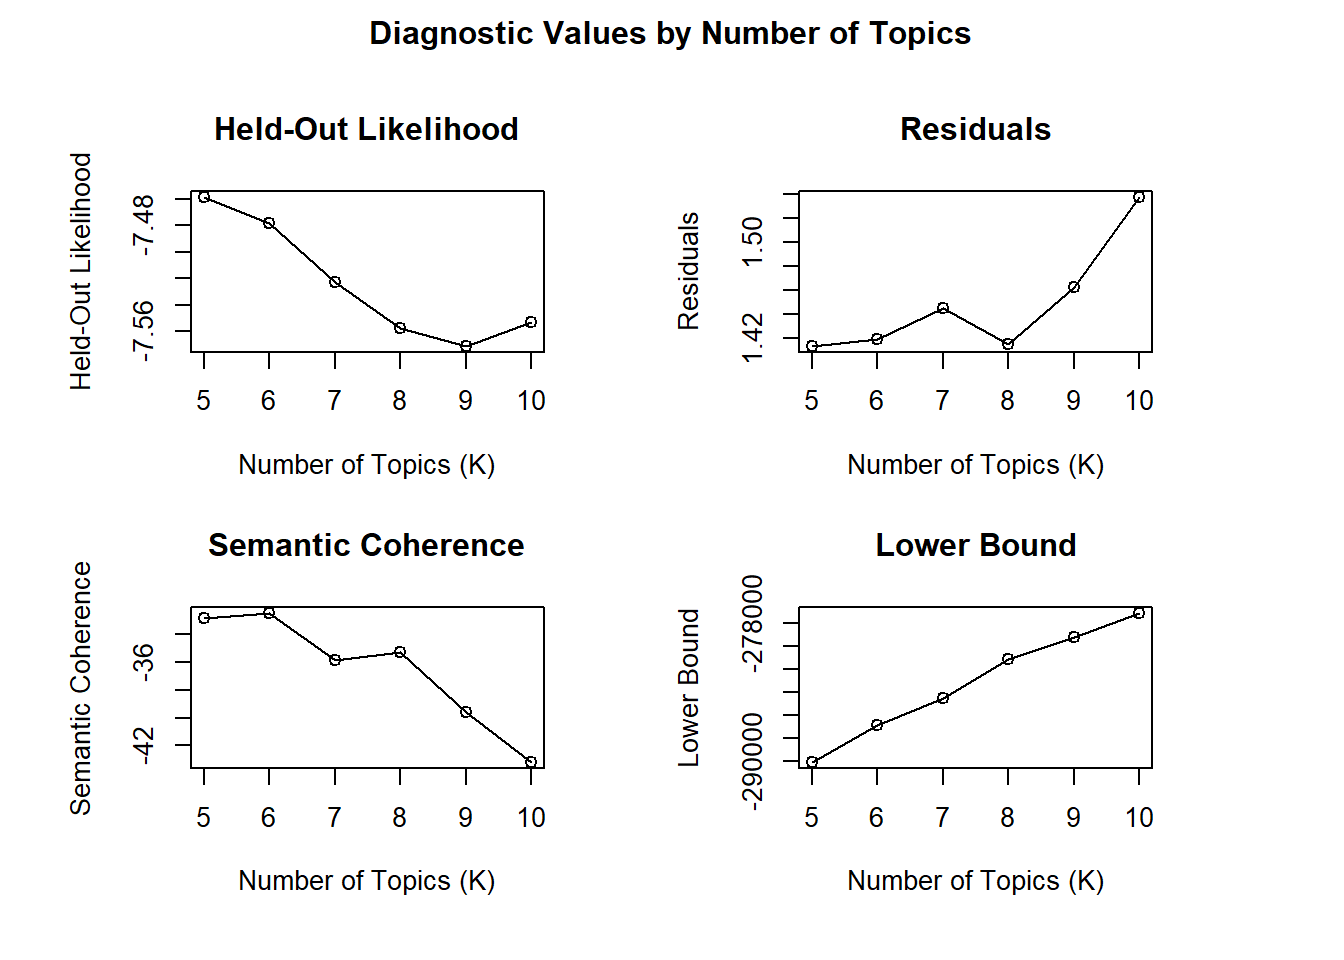 Diagnostic Values by Number of Topics
Held-Out Likelihood
Held-Out Likelihood
-7.48
-7.56
5 6 7 8 9 10
Number of Topics (K)
Residuals
Residuals
1.50
1.42
5 6 7 8 9 10
Number of Topics (K)
Semantic Coherence
Semantic Coherence
-36
-42
5 6 7 8 9 10
Number of Topics (K)
Lower Bound
Lower Bound
-278000
-290000
5 6 7 8 9 10
Number of Topics (K)